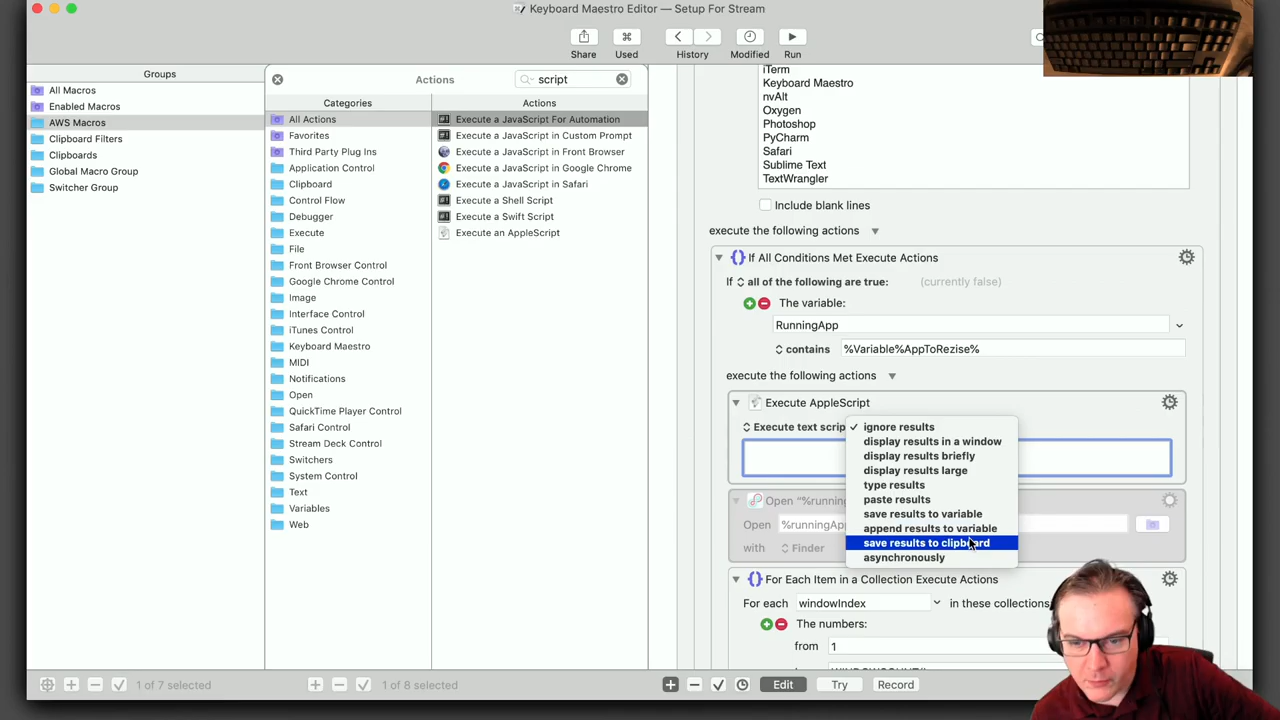 Keyboard Maestro Editor — Setup For Stream
Share
Used
History
Modified
Run
Groups
All Macros
Enabled Macros
AWS Macros
Clipboard Filters
Clipboards
Global Macro Group
Switcher Group
Actions
script
Categories
All Actions
Favorites
Third Party Plug Ins
Application Control
Clipboard
Control Flow
Debugger
Execute
File
Front Browser Control
Google Chrome Control
Image
Interface Control
iTunes Control
Keyboard Maestro
MIDI
Notifications
Open
QuickTime Player Control
Safari Control
Stream Deck Control
Switchers
System Control
Text
Variables
Web
Actions
Execute a JavaScript For Automation
Execute a JavaScript in Custom Prompt
Execute a JavaScript in Front Browser
Execute a JavaScript in Google Chrome
Execute a JavaScript in Safari
Execute a Shell Script
Execute a Swift Script
Execute an AppleScript
iTerm
Keyboard Maestro
nvAlt
Oxygen
Photoshop
PyCharm
Safari
Sublime Text
TextWrangler
Include blank lines
execute the following actions
If All Conditions Met Execute Actions
If all of the following are true: (currently false)
The variable:
RunningApp
contains %Variable%AppToRezise%
execute the following actions
Execute AppleScript
Execute text scrip
ignore results
display results in a window
display results briefly
display results large
type results
paste results
save results to variable
append results to variable
save results to clipboard
asynchronously
Open "%running
Open %runningAp
with Finder
For Each Item in a Collection Execute Actions
For each windowIndex in these collections
The numbers:
from 1
1 of 7 selected
1 of 8 selected
Edit
Try
Record